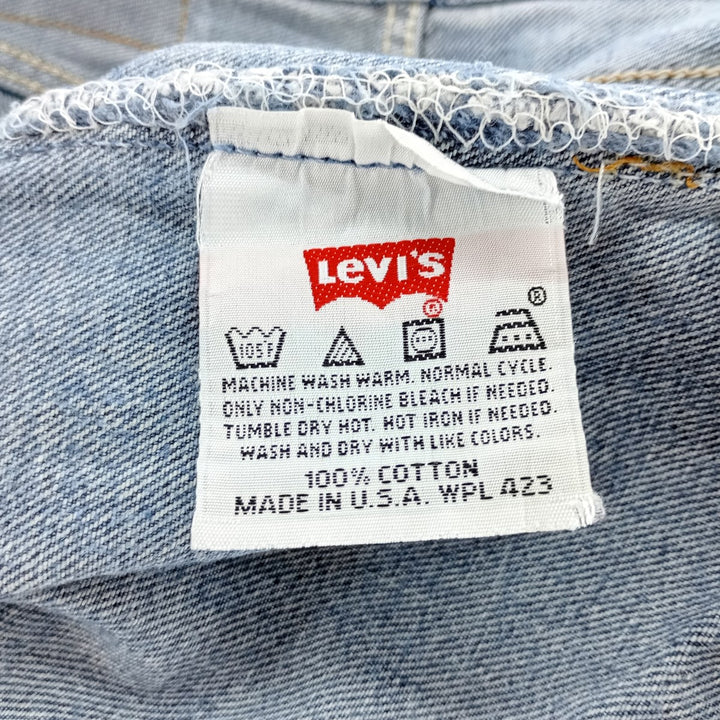 Levi's
®
®
105F
MACHINE WASH WARM. NORMAL CYCLE.
ONLY NON-CHLORINE BLEACH IF NEEDED.
TUMBLE DRY HOT. HOT IRON IF NEEDED.
WASH AND DRY WITH LIKE COLORS.
100% COTTON
MADE IN U.S.A. WPL 423